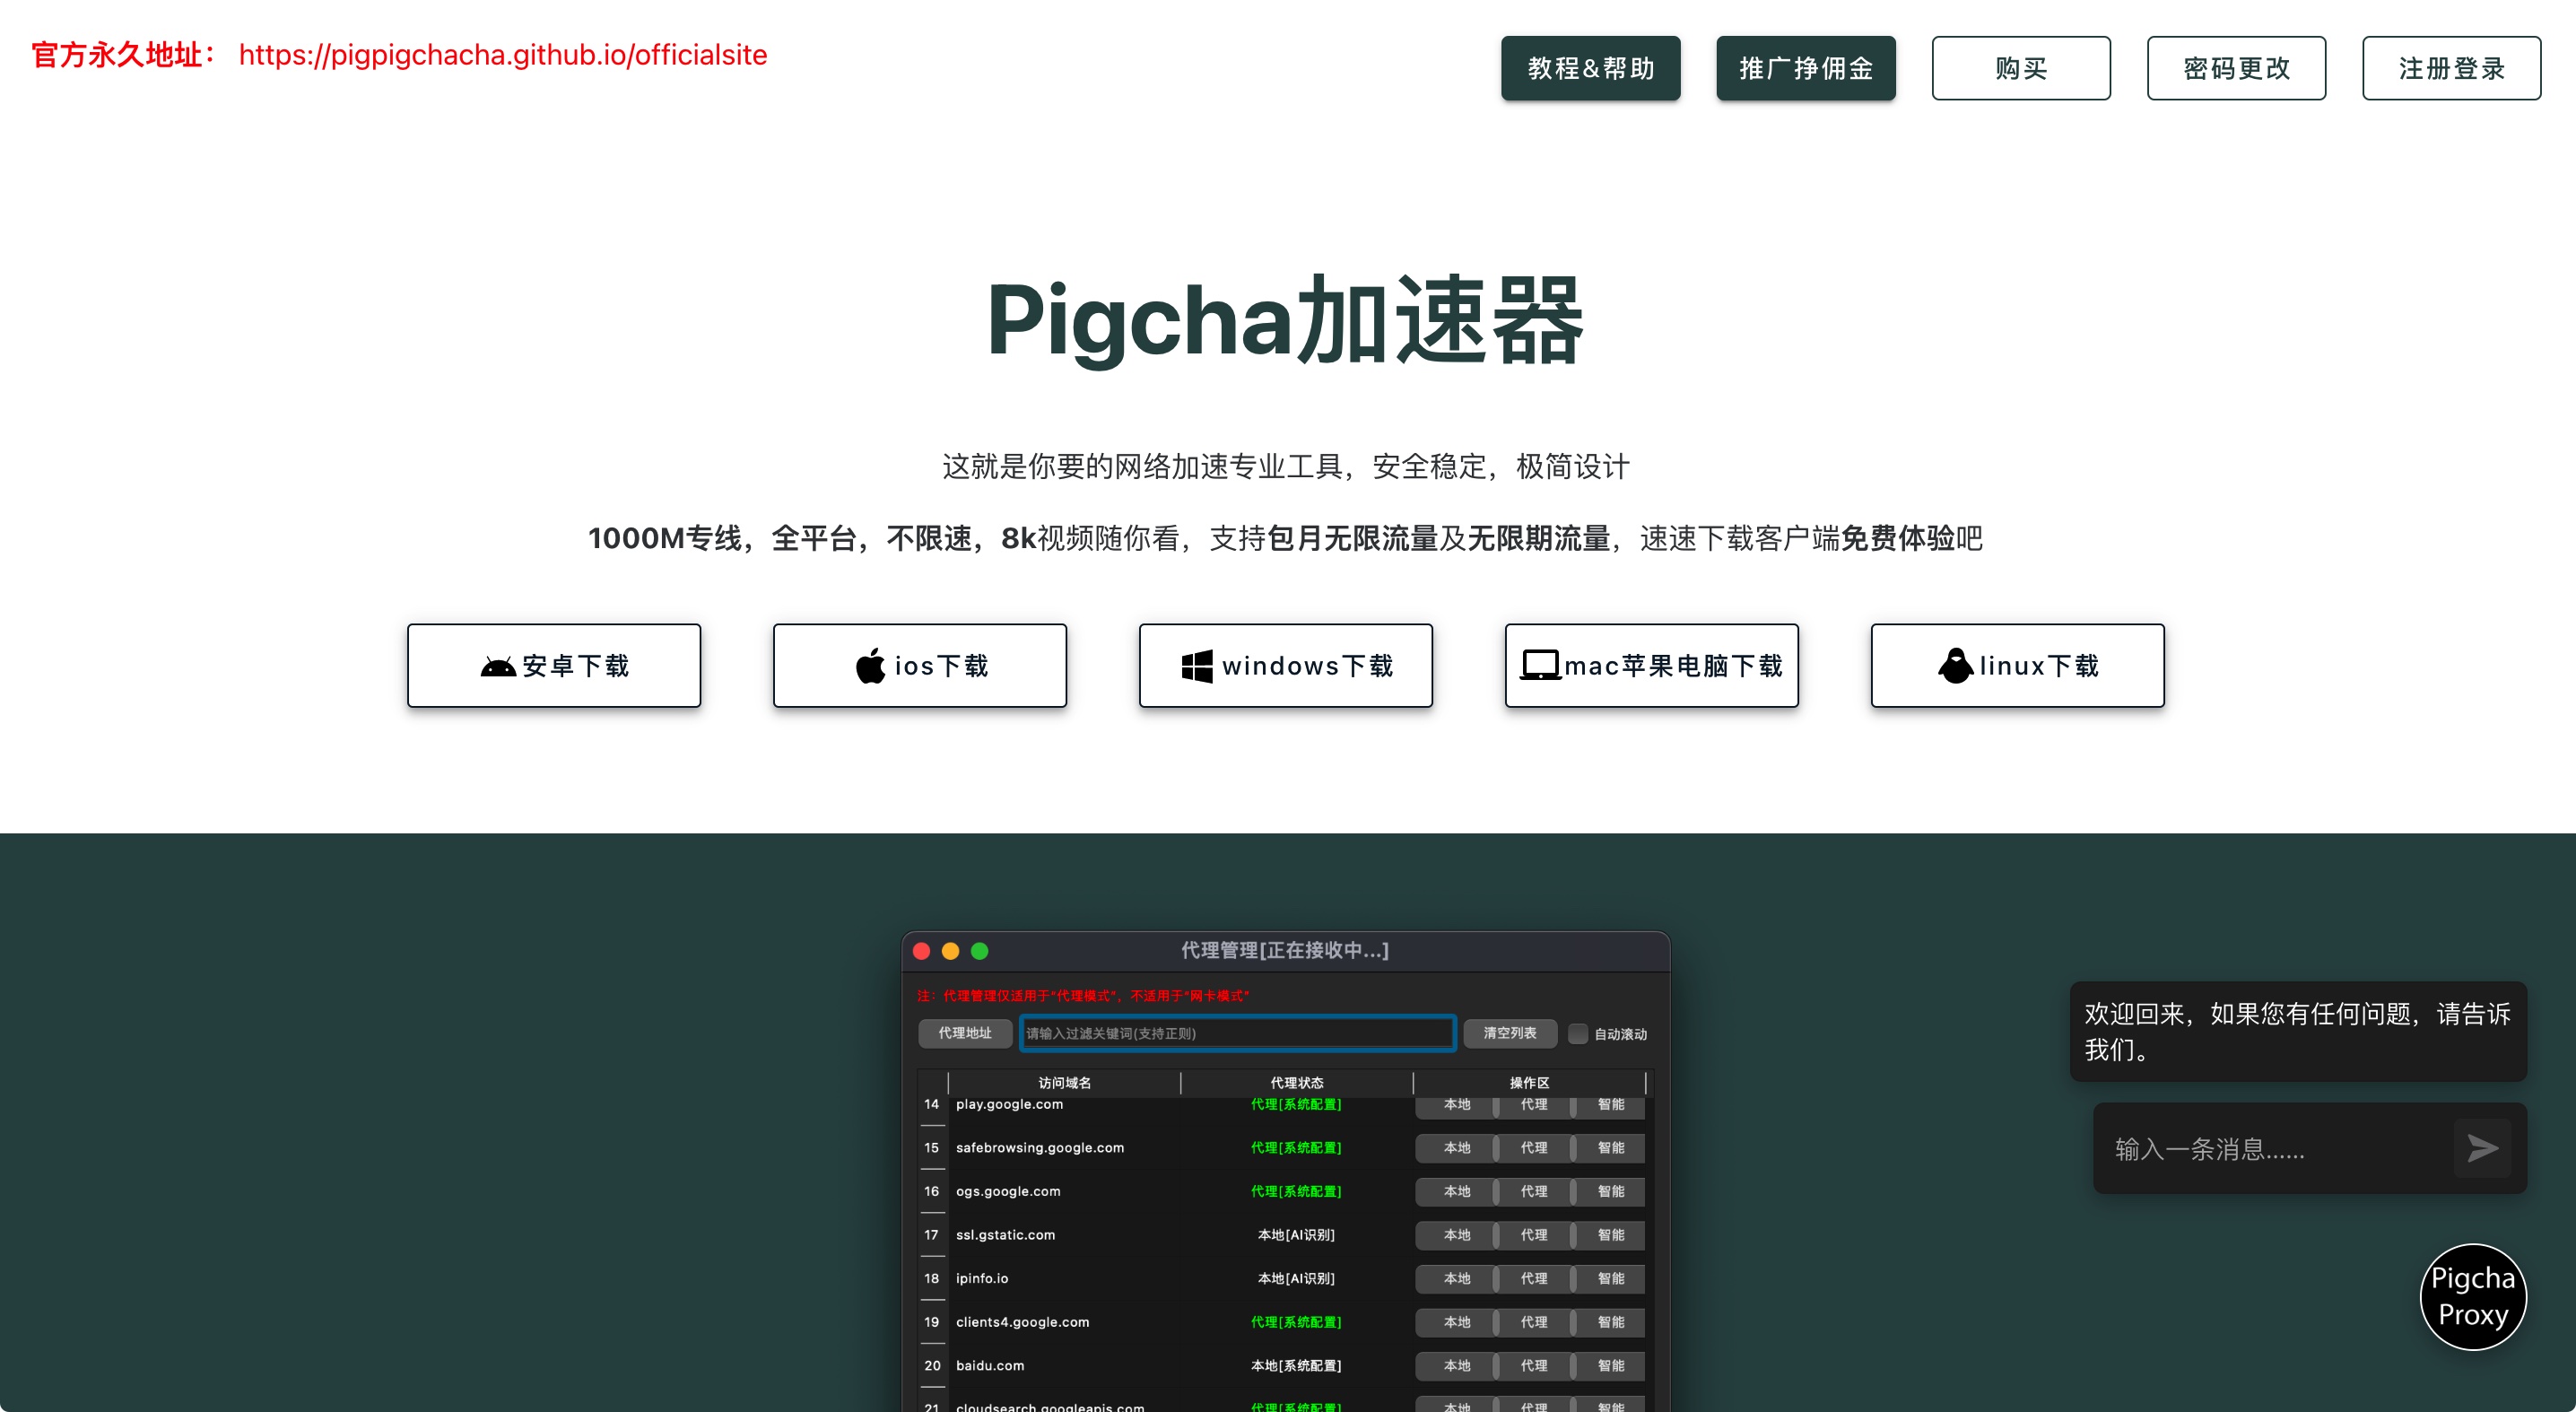 官方永久地址： https://pigpigchacha.github.io/officialsite
教程&帮助
推广挣佣金
购买
密码更改
注册登录
Pigcha加速器
这就是你要的网络加速专业工具，安全稳定，极简设计
1000M专线，全平台，不限速，8k视频随你看，支持包月无限流量及无限期流量，速速下载客户端免费体验吧
安卓下载
ios下载
windows下载
mac苹果电脑下载
linux下载
代理管理[正在接收中...]
注：代理管理仅适用于"代理模式"，不适用于"网卡模式"
代理地址 请输入过滤关键词(支持正则) 清空列表 自动滚动
访问域名 代理状态 操作区
14 play.google.com 代理[系统配置] 本地 代理 智能
15 safebrowsing.google.com 代理[系统配置] 本地 代理 智能
16 ogs.google.com 代理[系统配置] 本地 代理 智能
17 ssl.gstatic.com 本地[AI识别] 本地 代理 智能
18 ipinfo.io 本地[AI识别] 本地 代理 智能
19 clients4.google.com 代理[系统配置] 本地 代理 智能
20 baidu.com 本地[系统配置] 本地 代理 智能
21 cloudsearch.googleapis.com 代理[系统配置] 本地 代理 智能
欢迎回来，如果您有任何问题，请告诉
我们。
输入一条消息......
Pigcha
Proxy